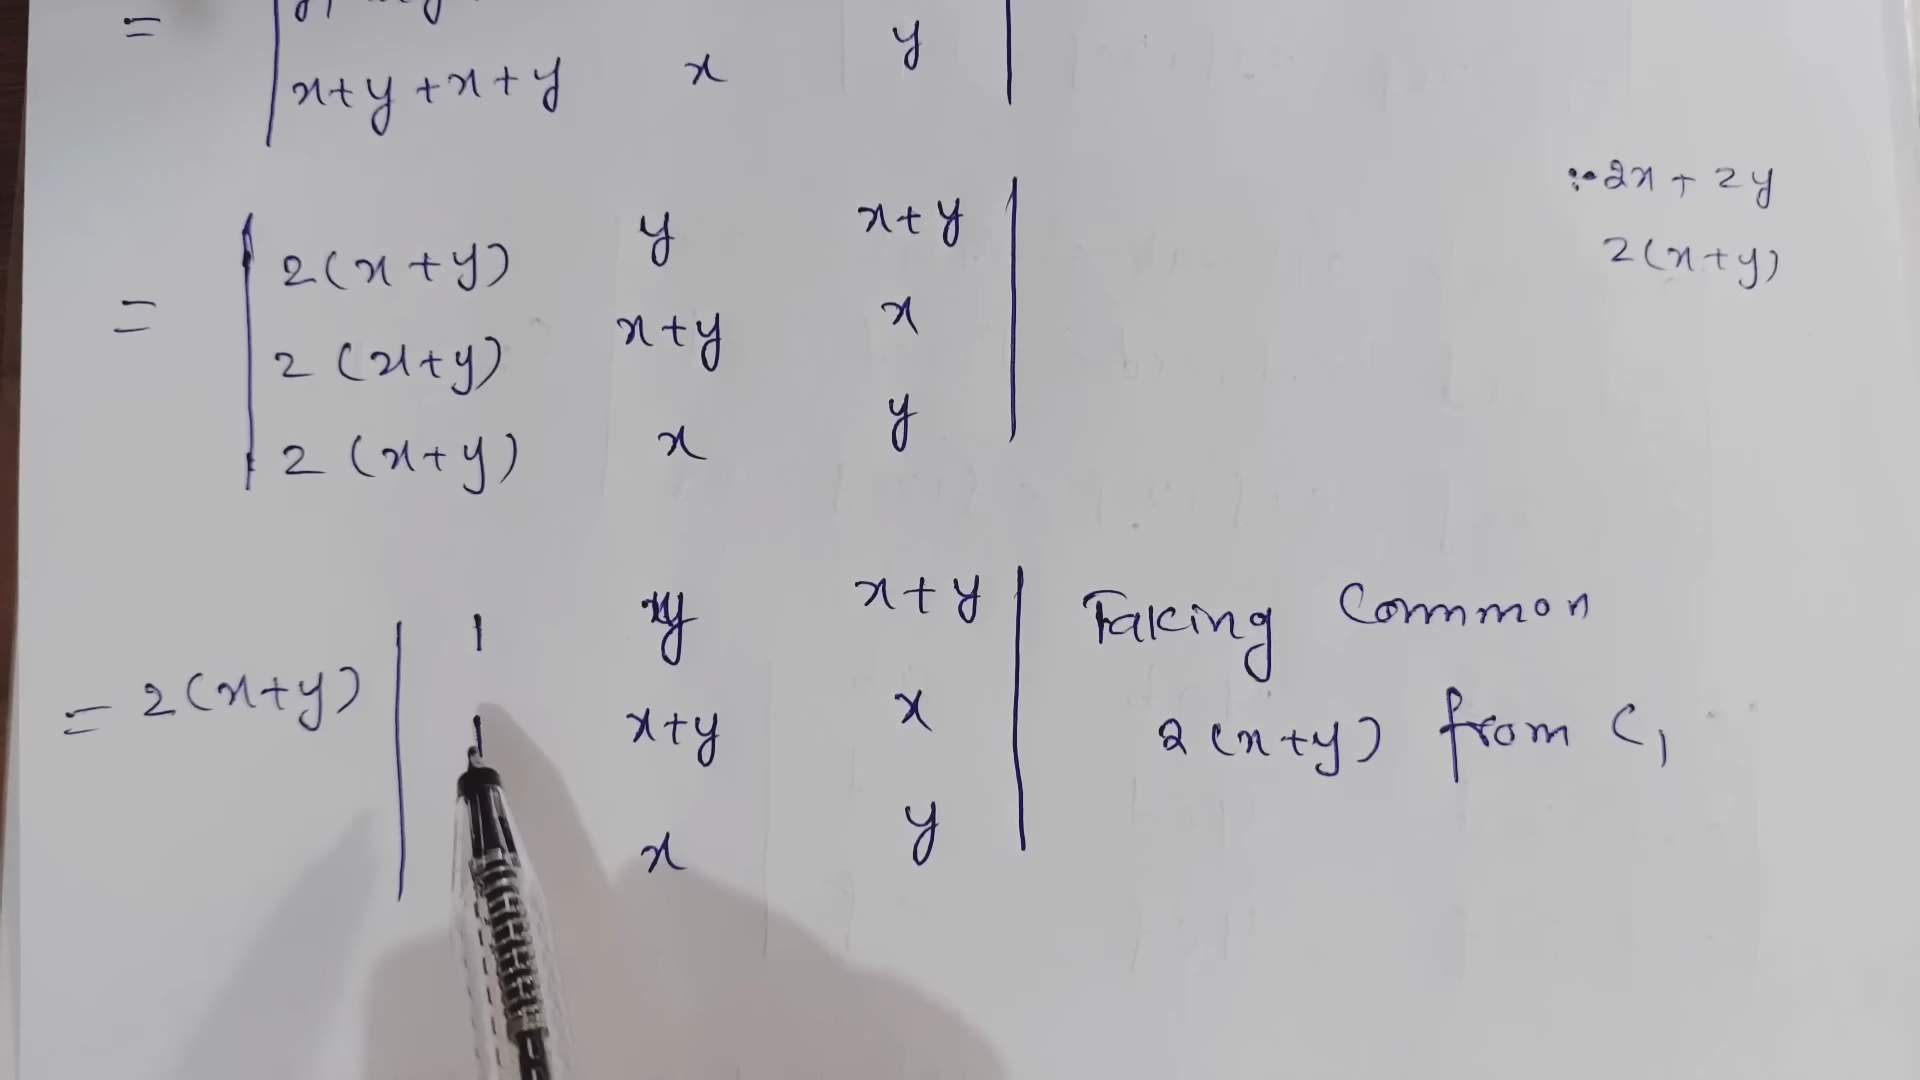 =
x+y+x+y x y
= | 2(x+y) y x+y |
2(x+y) x+y x
2(x+y) x y
:· 2x + 2y
2(x+y)
= 2(x+y) | 1 y x+y | Taking Common
1 x+y x 2(x+y) from C₁
x y